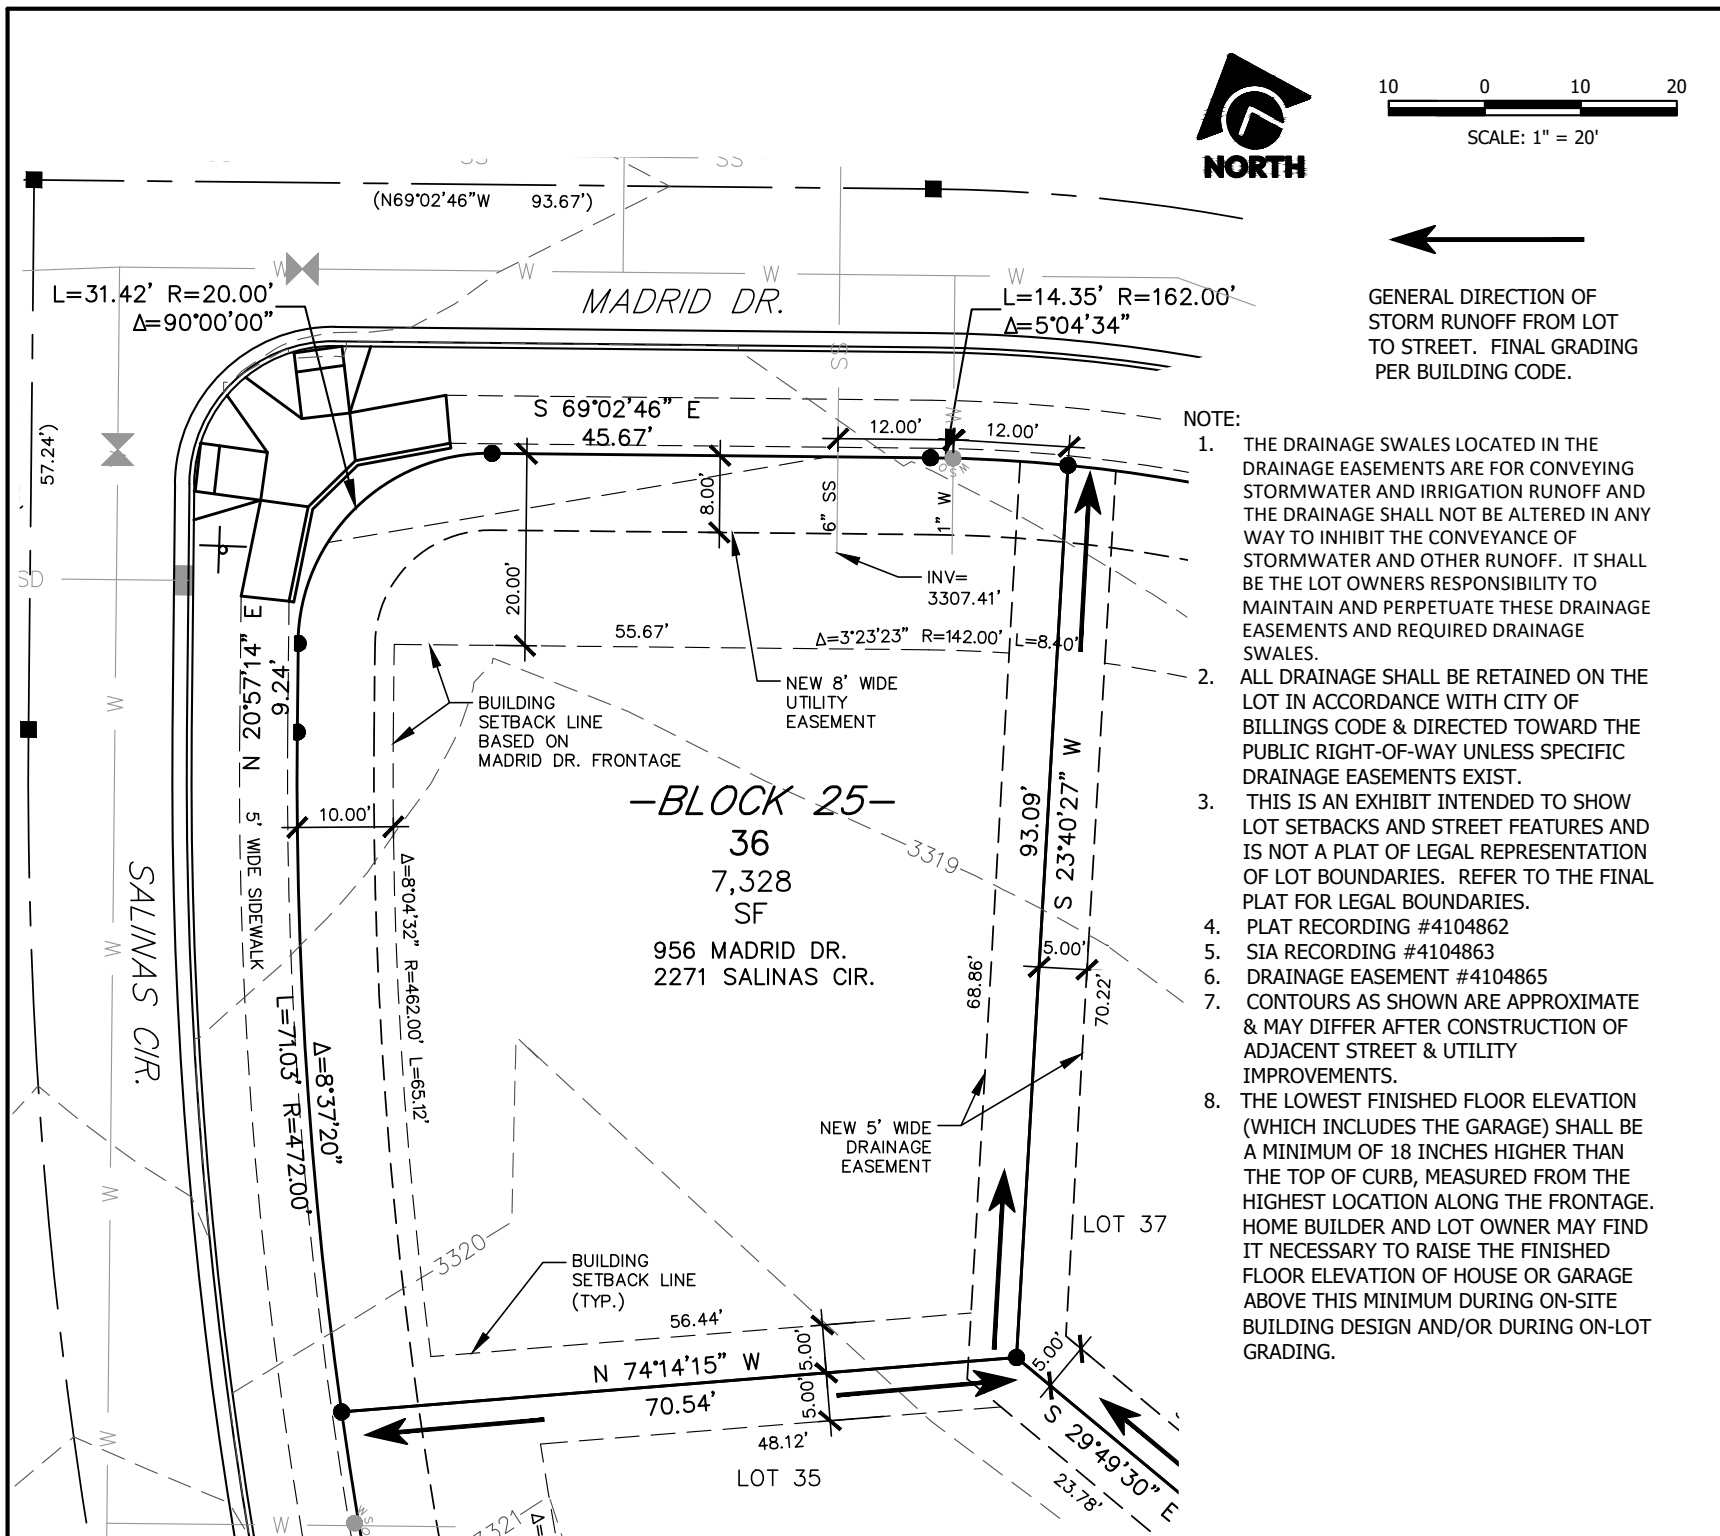 NORTH
10 0 10 20
SCALE: 1" = 20'
GENERAL DIRECTION OF
STORM RUNOFF FROM LOT
TO STREET. FINAL GRADING
PER BUILDING CODE.
NOTE:
1. THE DRAINAGE SWALES LOCATED IN THE
DRAINAGE EASEMENTS ARE FOR CONVEYING
STORMWATER AND IRRIGATION RUNOFF AND
THE DRAINAGE SHALL NOT BE ALTERED IN ANY
WAY TO INHIBIT THE CONVEYANCE OF
STORMWATER AND OTHER RUNOFF. IT SHALL
BE THE LOT OWNERS RESPONSIBILITY TO
MAINTAIN AND PERPETUATE THESE DRAINAGE
EASEMENTS AND REQUIRED DRAINAGE
SWALES.
2. ALL DRAINAGE SHALL BE RETAINED ON THE
LOT IN ACCORDANCE WITH CITY OF
BILLINGS CODE & DIRECTED TOWARD THE
PUBLIC RIGHT-OF-WAY UNLESS SPECIFIC
DRAINAGE EASEMENTS EXIST.
3. THIS IS AN EXHIBIT INTENDED TO SHOW
LOT SETBACKS AND STREET FEATURES AND
IS NOT A PLAT OF LEGAL REPRESENTATION
OF LOT BOUNDARIES. REFER TO THE FINAL
PLAT FOR LEGAL BOUNDARIES.
4. PLAT RECORDING #4104862
5. SIA RECORDING #4104863
6. DRAINAGE EASEMENT #4104865
7. CONTOURS AS SHOWN ARE APPROXIMATE
& MAY DIFFER AFTER CONSTRUCTION OF
ADJACENT STREET & UTILITY
IMPROVEMENTS.
8. THE LOWEST FINISHED FLOOR ELEVATION
(WHICH INCLUDES THE GARAGE) SHALL BE
A MINIMUM OF 18 INCHES HIGHER THAN
THE TOP OF CURB, MEASURED FROM THE
HIGHEST LOCATION ALONG THE FRONTAGE.
HOME BUILDER AND LOT OWNER MAY FIND
IT NECESSARY TO RAISE THE FINISHED
FLOOR ELEVATION OF HOUSE OR GARAGE
ABOVE THIS MINIMUM DURING ON-SITE
BUILDING DESIGN AND/OR DURING ON-LOT
GRADING.
SS
(N69°02'46"W 93.67')
W W W W
L=31.42' R=20.00'
Δ=90°00'00"
MADRID DR.
L=14.35' R=162.00'
Δ=5°04'34"
SS
W
57.24')
S 69°02'46" E
45.67'
12.00'
12.00'
8.00'
6" SS
1" W
WSO
SD
20.00'
INV=
3307.41'
55.67'
Δ=3°23'23" R=142.00' L=8.40'
N 20°57'14" E
9.24'
W
BUILDING
SETBACK LINE
BASED ON
MADRID DR. FRONTAGE
NEW 8' WIDE
UTILITY
EASEMENT
10.00'
5' WIDE SIDEWALK
-BLOCK 25-
36
7,328
SF
956 MADRID DR.
2271 SALINAS CIR.
3319
93.09'
S 23°40'27" W
5.00'
68.86'
70.22'
SALINAS CIR.
W
Δ=8°04'32" R=462.00' L=65.12'
L=71.03' R=472.00'
Δ=8°37'20"
NEW 5' WIDE
DRAINAGE
EASEMENT
W
LOT 37
3320
BUILDING
SETBACK LINE
(TYP.)
56.44'
5.00'
5.00'
N 74°14'15" W
70.54'
5.00'
W
48.12'
LOT 35
S 29°49'30" E
23.78'
3321
Δ=
W
WSO